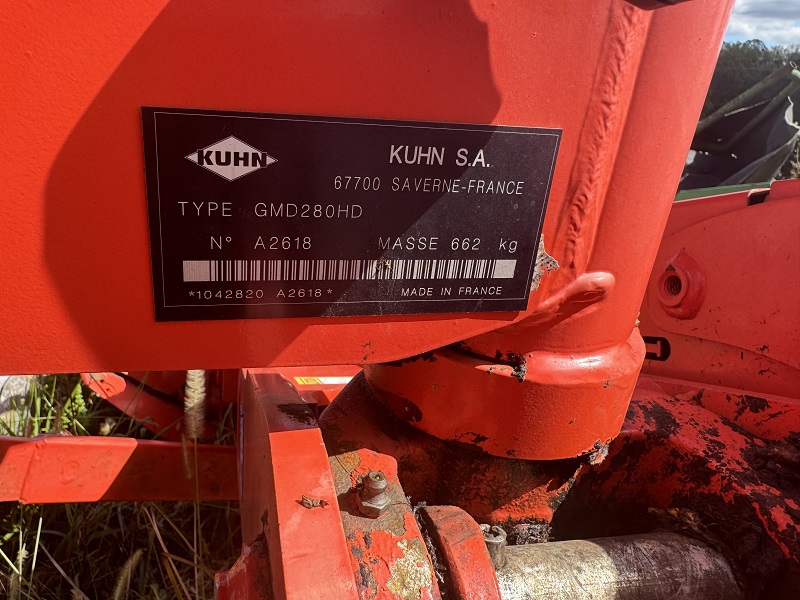 KUHN
KUHN S.A.
67700 SAVERNE-FRANCE
TYPE GMD280HD
N° A2618 MASSE 662 kg
*1042820 A2618* MADE IN FRANCE